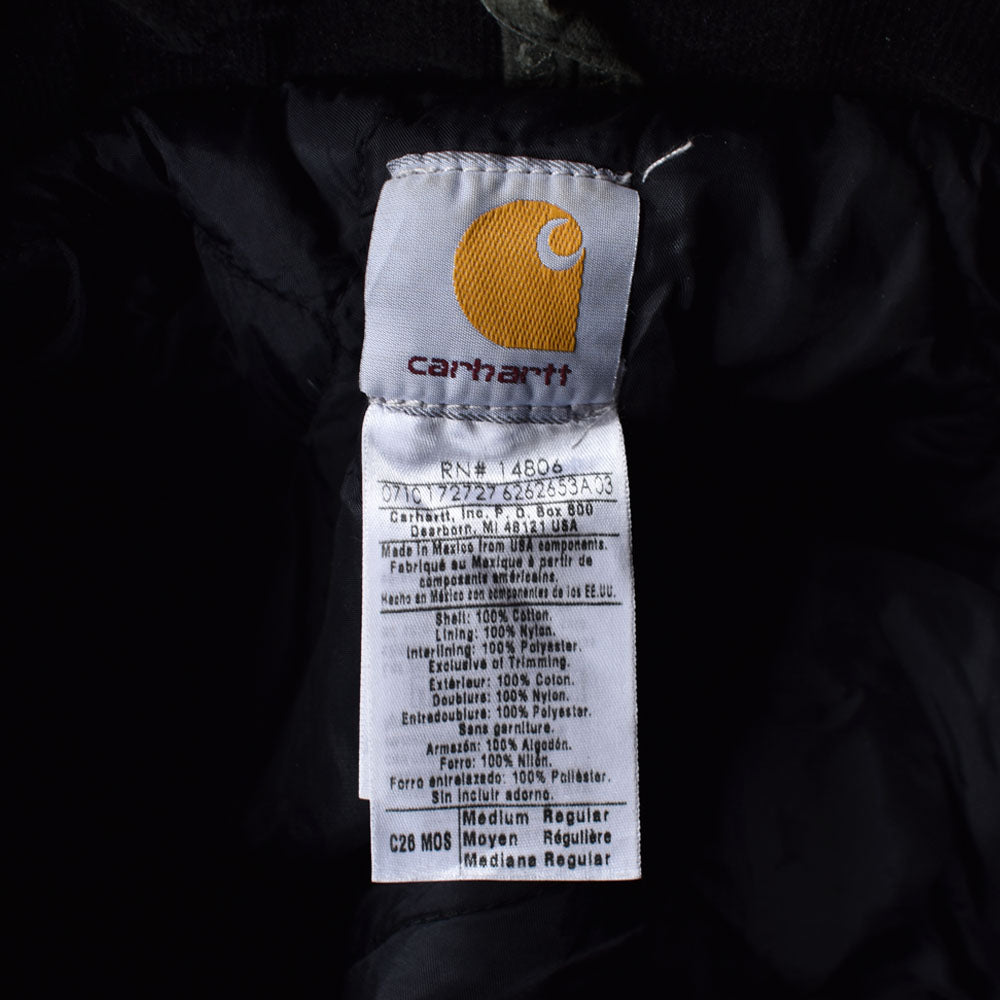 carhartt
RN# 14806
0710 172727 6262653A 03
Carhartt, Inc. P. O. Box 600
Dearborn, MI 48121 USA
Made in Mexico from USA components.
Fabriqué au Mexique à partir de
composants américains.
Hecho en México con componentes de los EE.UU.
Shell: 100% Cotton.
Lining: 100% Nylon.
Interlining: 100% Polyester.
Exclusive of Trimming.
Extérieur: 100% Coton.
Doublure: 100% Nylon.
Entredoublure: 100% Polyester.
Sans garniture.
Armazón: 100% Algodón.
Forro: 100% Nilón.
Forro entrelazado: 100% Poliéster.
Sin incluir adorno.
C26 MOS
Medium Regular
Moyen Régulière
Mediana Regular